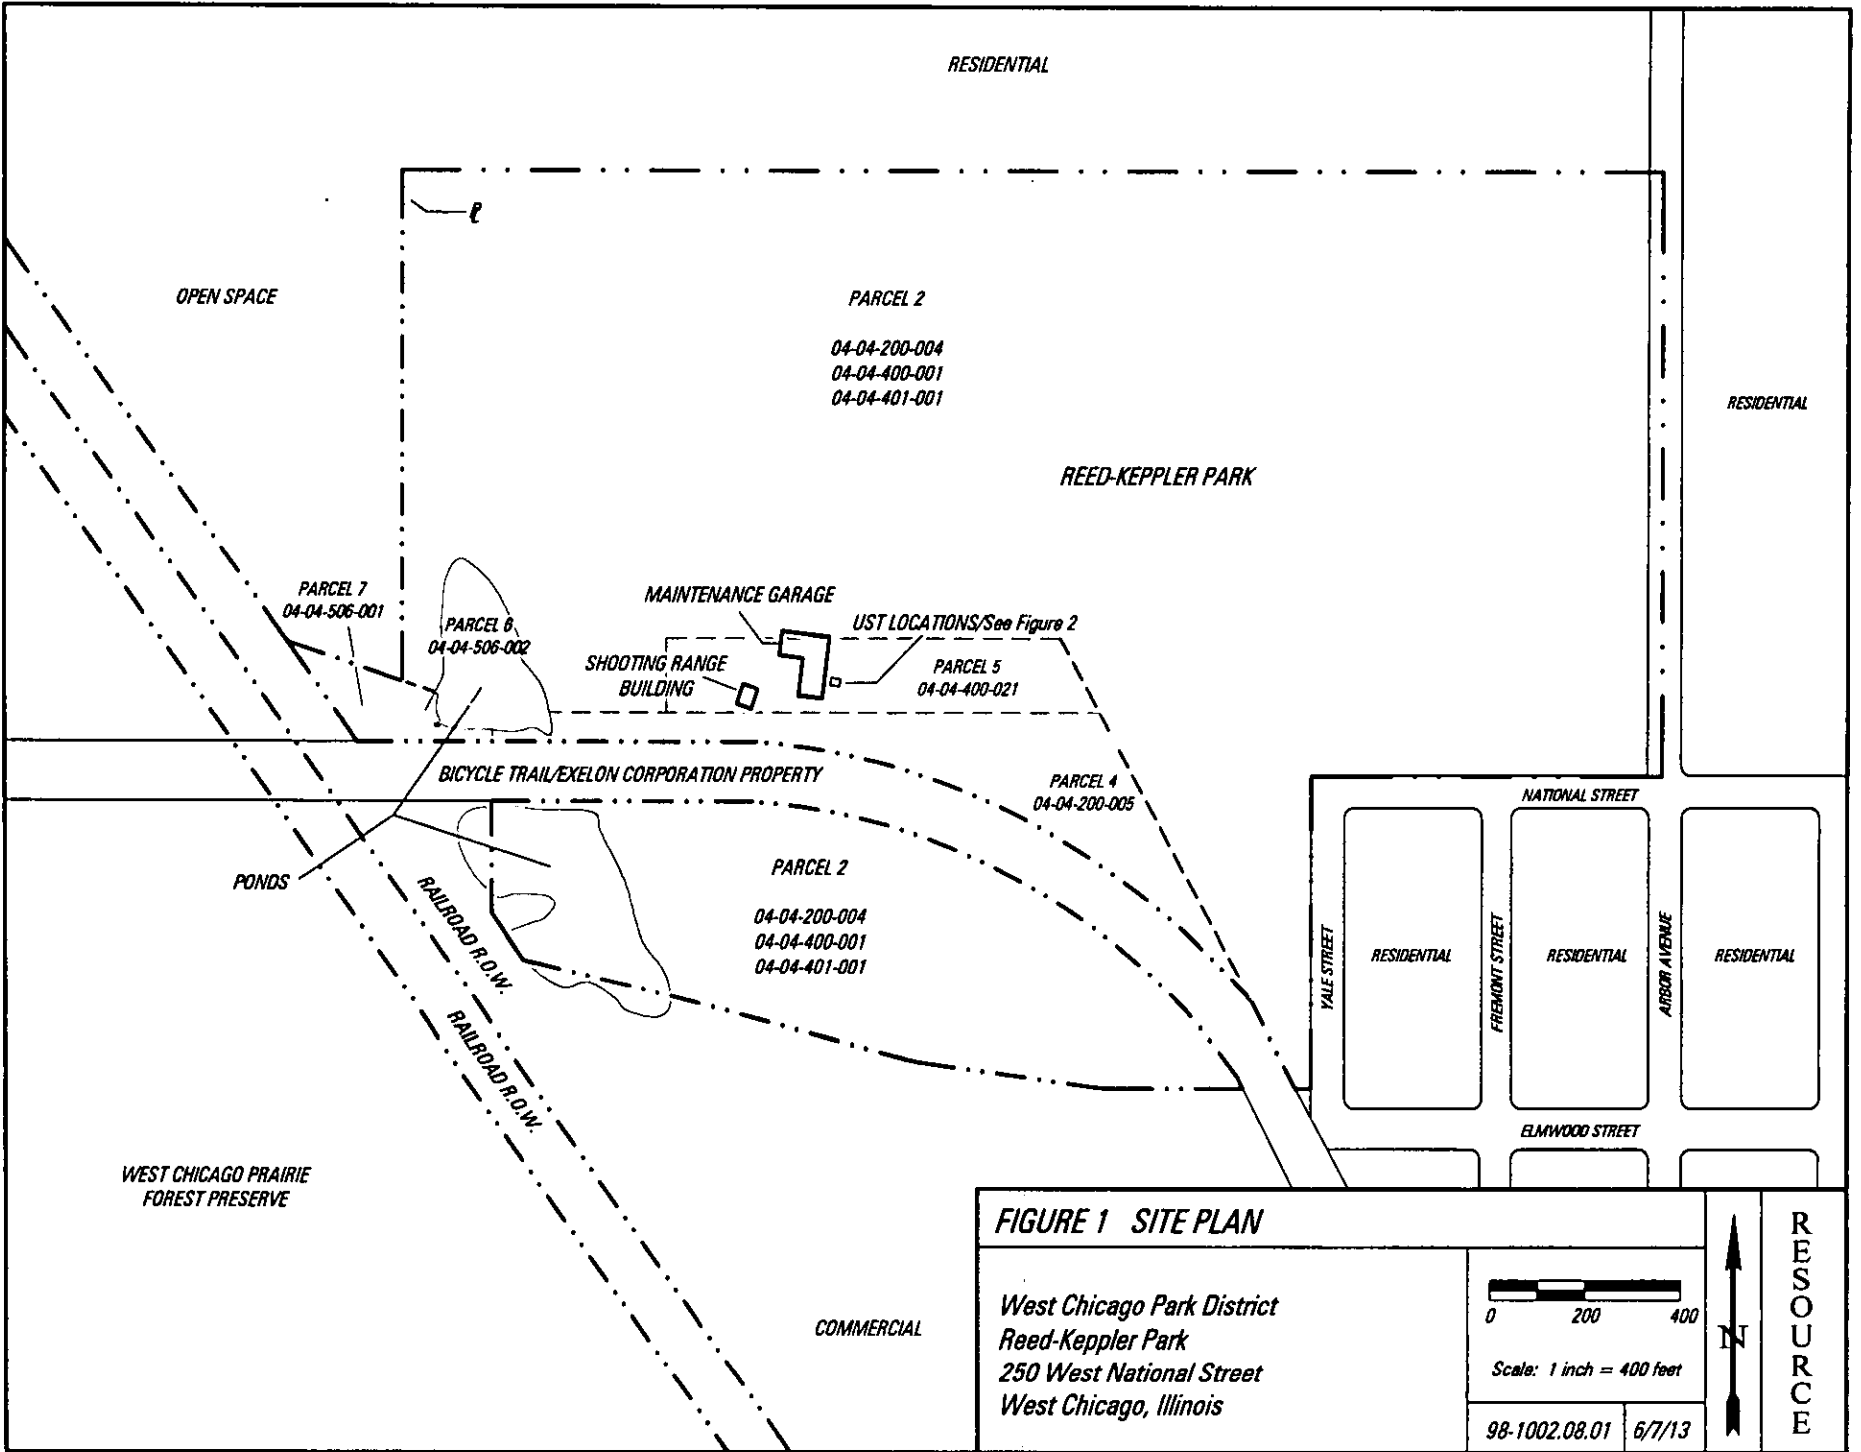 RESIDENTIAL
ᑭ
OPEN SPACE
PARCEL 2
04-04-200-004
04-04-400-001
04-04-401-001
RESIDENTIAL
REED-KEPPLER PARK
PARCEL 7
04-04-506-001
PARCEL 6
04-04-506-002
MAINTENANCE GARAGE
UST LOCATIONS/See Figure 2
SHOOTING RANGE
BUILDING
PARCEL 5
04-04-400-021
BICYCLE TRAIL/EXELON CORPORATION PROPERTY
PARCEL 4
04-04-200-005
NATIONAL STREET
PONDS
PARCEL 2
04-04-200-004
04-04-400-001
04-04-401-001
RAILROAD R.O.W.
RAILROAD R.O.W.
YALE STREET
RESIDENTIAL
FREMONT STREET
RESIDENTIAL
ARBOR AVENUE
RESIDENTIAL
ELMWOOD STREET
WEST CHICAGO PRAIRIE
FOREST PRESERVE
COMMERCIAL
FIGURE 1 SITE PLAN
West Chicago Park District
Reed-Keppler Park
250 West National Street
West Chicago, Illinois
0 200 400
Scale: 1 inch = 400 feet
98-1002.08.01 6/7/13
N
RESOURCE